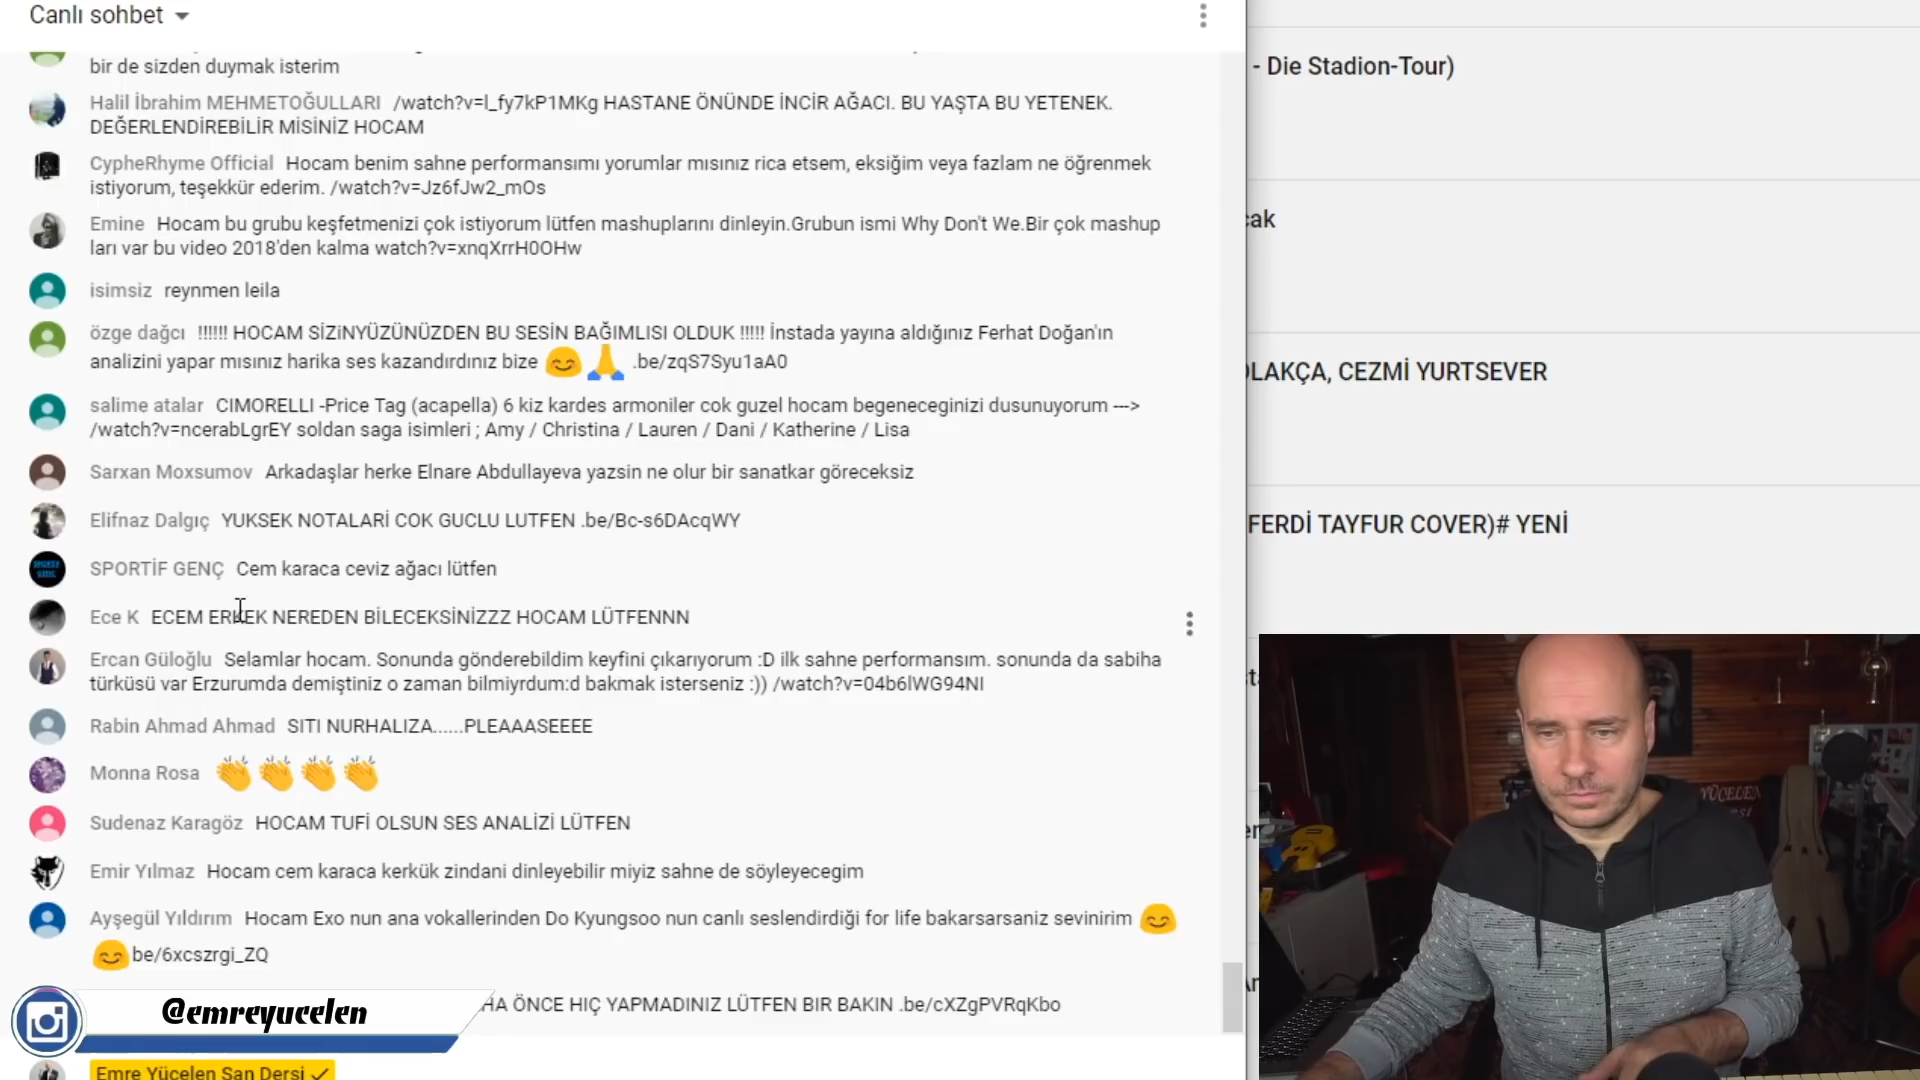 Canlı sohbet
bir de sizden duymak isterim
Halil İbrahim MEHMETOĞULLARI /watch?v=l_fy7kP1MKg HASTANE ÖNÜNDE İNCİR AĞACI. BU YAŞTA BU YETENEK.
DEĞERLENDİREBİLİR MİSİNİZ HOCAM
CypheRhyme Official Hocam benim sahne performansımı yorumlar mısınız rica etsem, eksiğim veya fazlam ne öğrenmek
istiyorum, teşekkür ederim. /watch?v=Jz6fJw2_mOs
Emine Hocam bu grubu keşfetmenizi çok istiyorum lütfen mashuplarını dinleyin.Grubun ismi Why Don't We.Bir çok mashup
ları var bu video 2018'den kalma watch?v=xnqXrrH0OHw
isimsiz reynmen leila
özge dağcı !!!!!! HOCAM SİZiNYÜZÜNÜZDEN BU SESİN BAĞIMLISI OLDUK !!!!! İnstada yayına aldığınız Ferhat Doğan'ın
analizini yapar mısınız harika ses kazandırdınız bize 😊🙏 .be/zqS7Syu1aA0
salime atalar CIMORELLI -Price Tag (acapella) 6 kiz kardes armoniler cok guzel hocam begeneceginizi dusunuyorum --->
/watch?v=ncerabLgrEY soldan saga isimleri ; Amy / Christina / Lauren / Dani / Katherine / Lisa
Sarxan Moxsumov Arkadaşlar herke Elnare Abdullayeva yazsin ne olur bir sanatkar göreceksiz
Elifnaz Dalgıç YUKSEK NOTALARİ COK GUCLU LUTFEN .be/Bc-s6DAcqWY
SPORTİF GENÇ Cem karaca ceviz ağacı lütfen
Ece K ECEM ERKEK NEREDEN BİLECEKSİNİZZZ HOCAM LÜTFENNN
Ercan Güloğlu Selamlar hocam. Sonunda gönderebildim keyfini çıkarıyorum :D ilk sahne performansım. sonunda da sabiha
türküsü var Erzurumda demiştiniz o zaman bilmiyrdum:d bakmak isterseniz :)) /watch?v=04b6lWG94NI
Rabin Ahmad Ahmad SITI NURHALIZA......PLEAAASEEEE
Monna Rosa 👏👏👏👏
Sudenaz Karagöz HOCAM TUFİ OLSUN SES ANALİZİ LÜTFEN
Emir Yılmaz Hocam cem karaca kerkük zindani dinleyebilir miyiz sahne de söyleyecegim
Ayşegül Yıldırım Hocam Exo nun ana vokallerinden Do Kyungsoo nun canlı seslendirdiği for life bakarsarsaniz sevinirim 😊
😊be/6xcszrgi_ZQ
HA ÖNCE HIÇ YAPMADINIZ LÜTFEN BIR BAKIN .be/cXZgPVRqKbo
@emreyucelen
Emre Yücelen Şan Dersi
- Die Stadion-Tour)
cak
OLAKÇA, CEZMİ YURTSEVER
FERDİ TAYFUR COVER)# YENİ
YÜCELEN